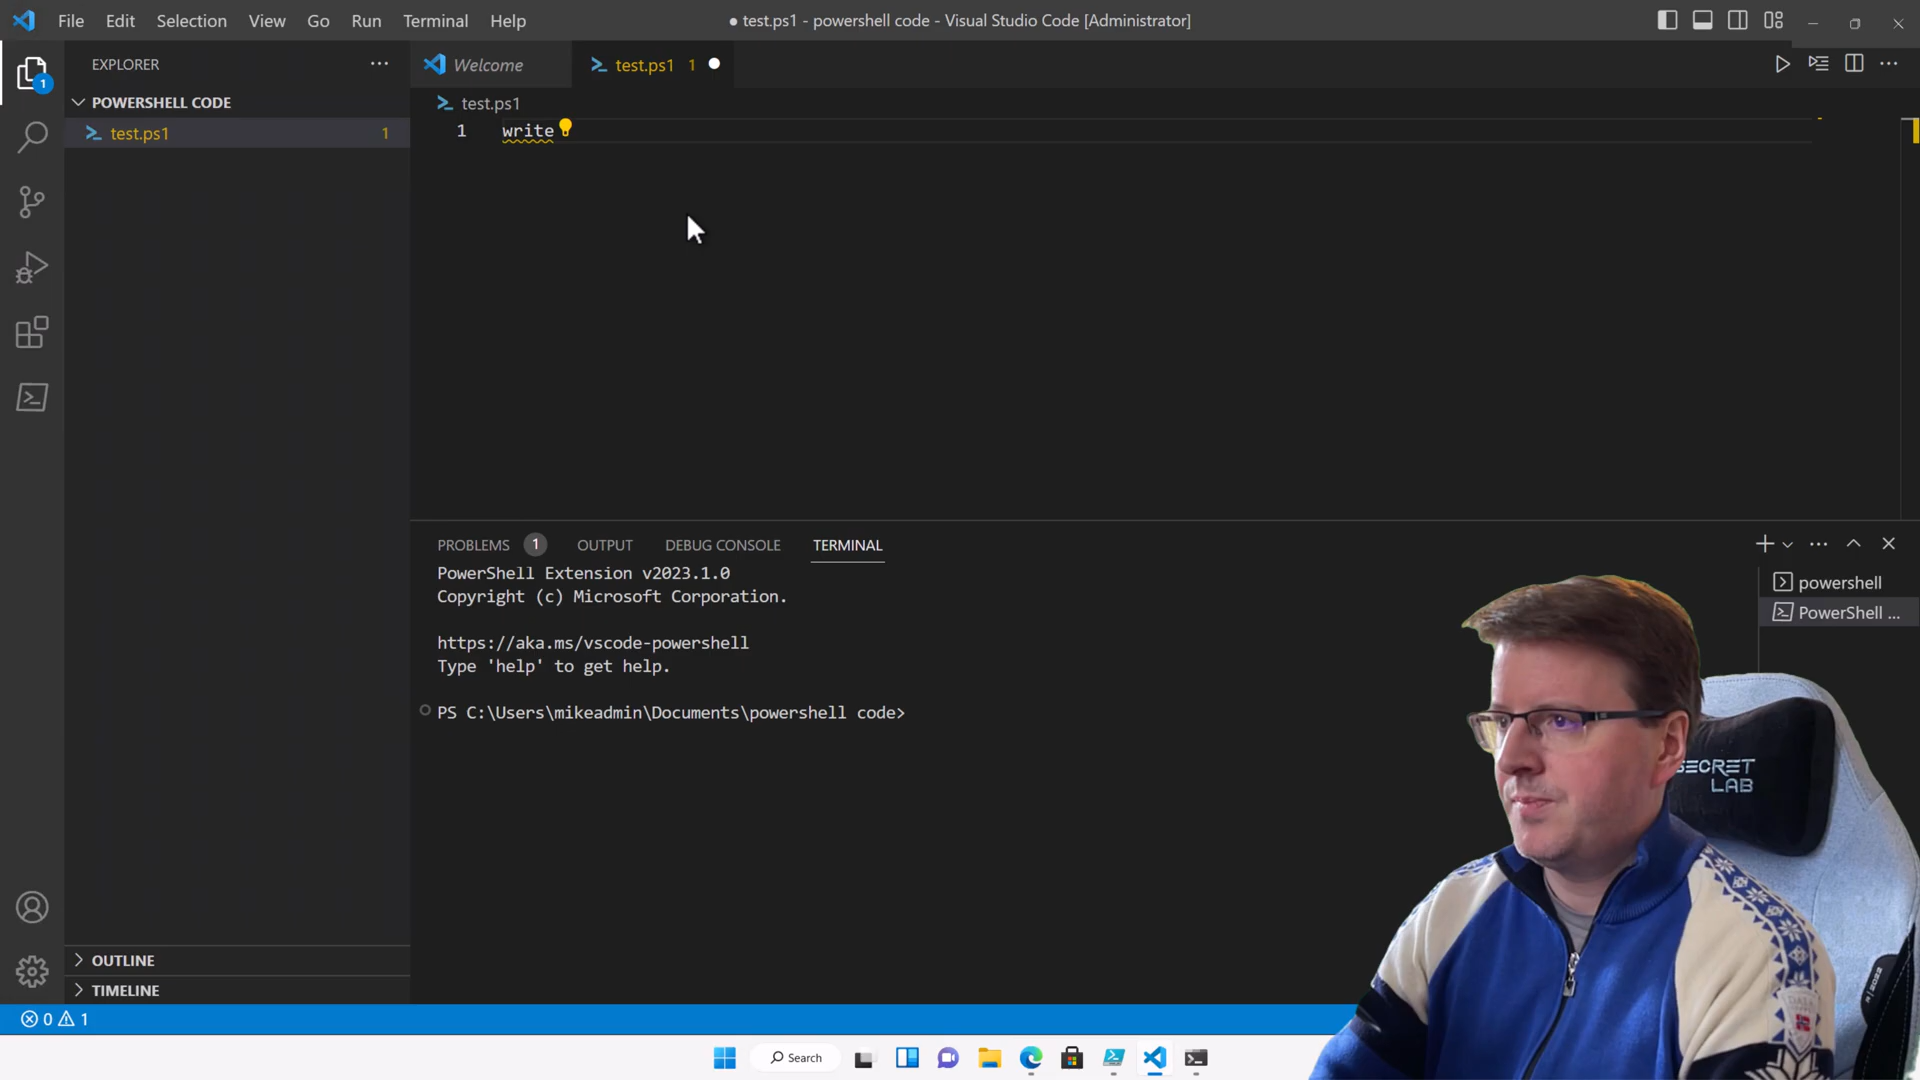 File Edit Selection View Go Run Terminal Help
● test.ps1 - powershell code - Visual Studio Code [Administrator]
EXPLORER
Welcome
test.ps1 1
1
POWERSHELL CODE
test.ps1
test.ps1 1
1 write
PROBLEMS 1 OUTPUT DEBUG CONSOLE TERMINAL
PowerShell Extension v2023.1.0
Copyright (c) Microsoft Corporation.
https://aka.ms/vscode-powershell
Type 'help' to get help.
PS C:\Users\mikeadmin\Documents\powershell code>
powershell
PowerShell ...
SECRET
LAB
OUTLINE
TIMELINE
0 1
Search